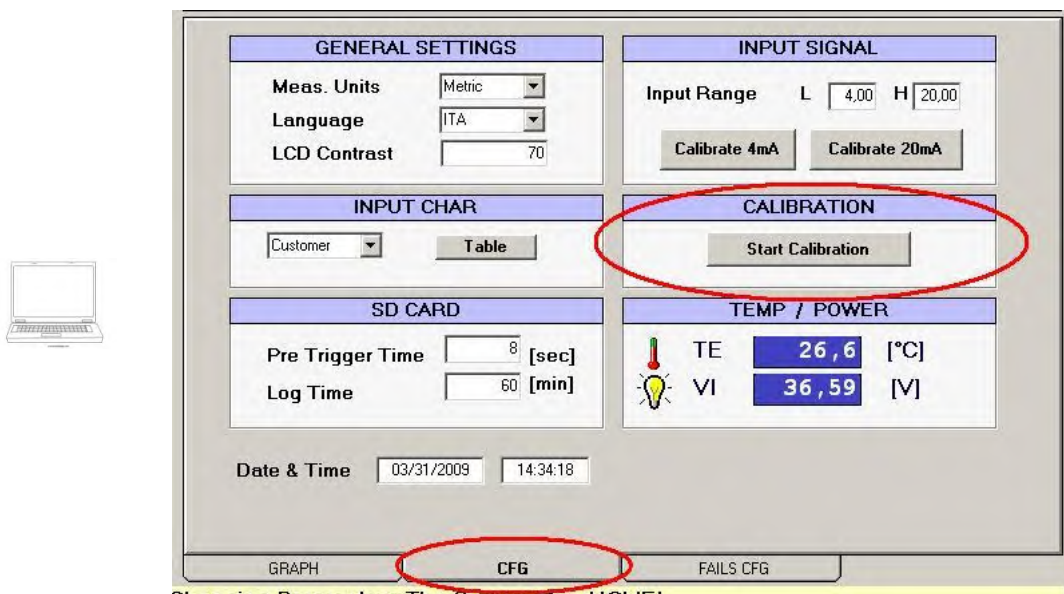 GENERAL SETTINGS
Meas. Units Metric
Language ITA
LCD Contrast 70
INPUT SIGNAL
Input Range L 4,00 H 20,00
Calibrate 4mA Calibrate 20mA
INPUT CHAR
Customer Table
CALIBRATION
Start Calibration
SD CARD
Pre Trigger Time 8 [sec]
Log Time 60 [min]
TEMP / POWER
TE 26,6 [°C]
VI 36,59 [V]
Date & Time 03/31/2009 14:34:18
GRAPH CFG FAILS CFG